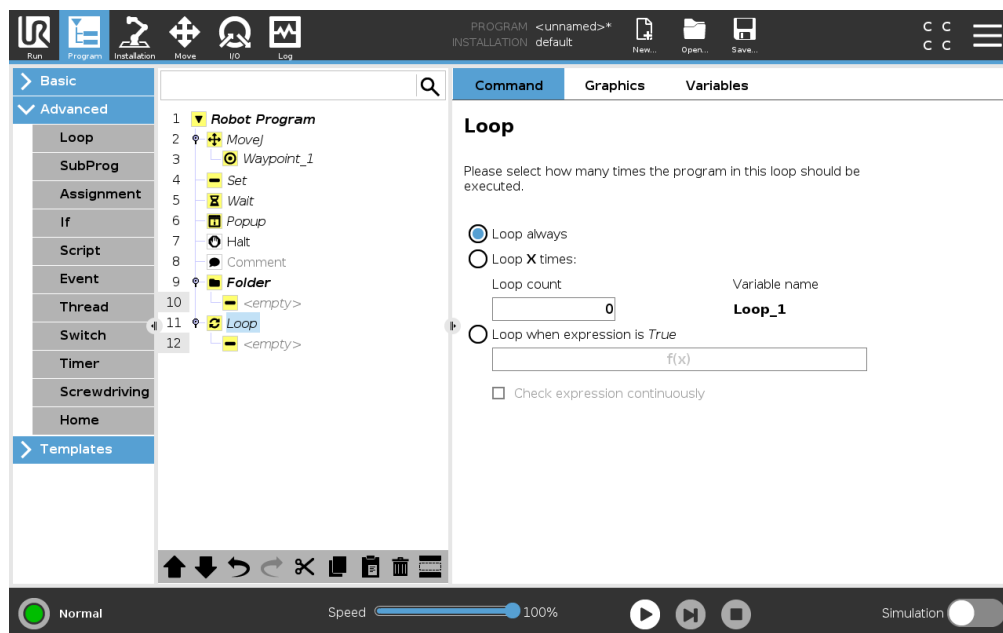 PROGRAM <unnamed>*
INSTALLATION default
UR
Run
Program
Installation
Move
I/O
Log
New...
Open...
Save...
C C
C C
Basic
Advanced
Loop
SubProg
Assignment
If
Script
Event
Thread
Switch
Timer
Screwdriving
Home
Templates
1 Robot Program
2 MoveJ
3 Waypoint_1
4 Set
5 Wait
6 Popup
7 Halt
8 Comment
9 Folder
10 <empty>
11 Loop
12 <empty>
Command Graphics Variables
Loop
Please select how many times the program in this loop should be
executed.
Loop always
Loop X times:
Loop count Variable name
0 Loop_1
Loop when expression is True
f(x)
Check expression continuously
Normal
Speed 100%
Simulation